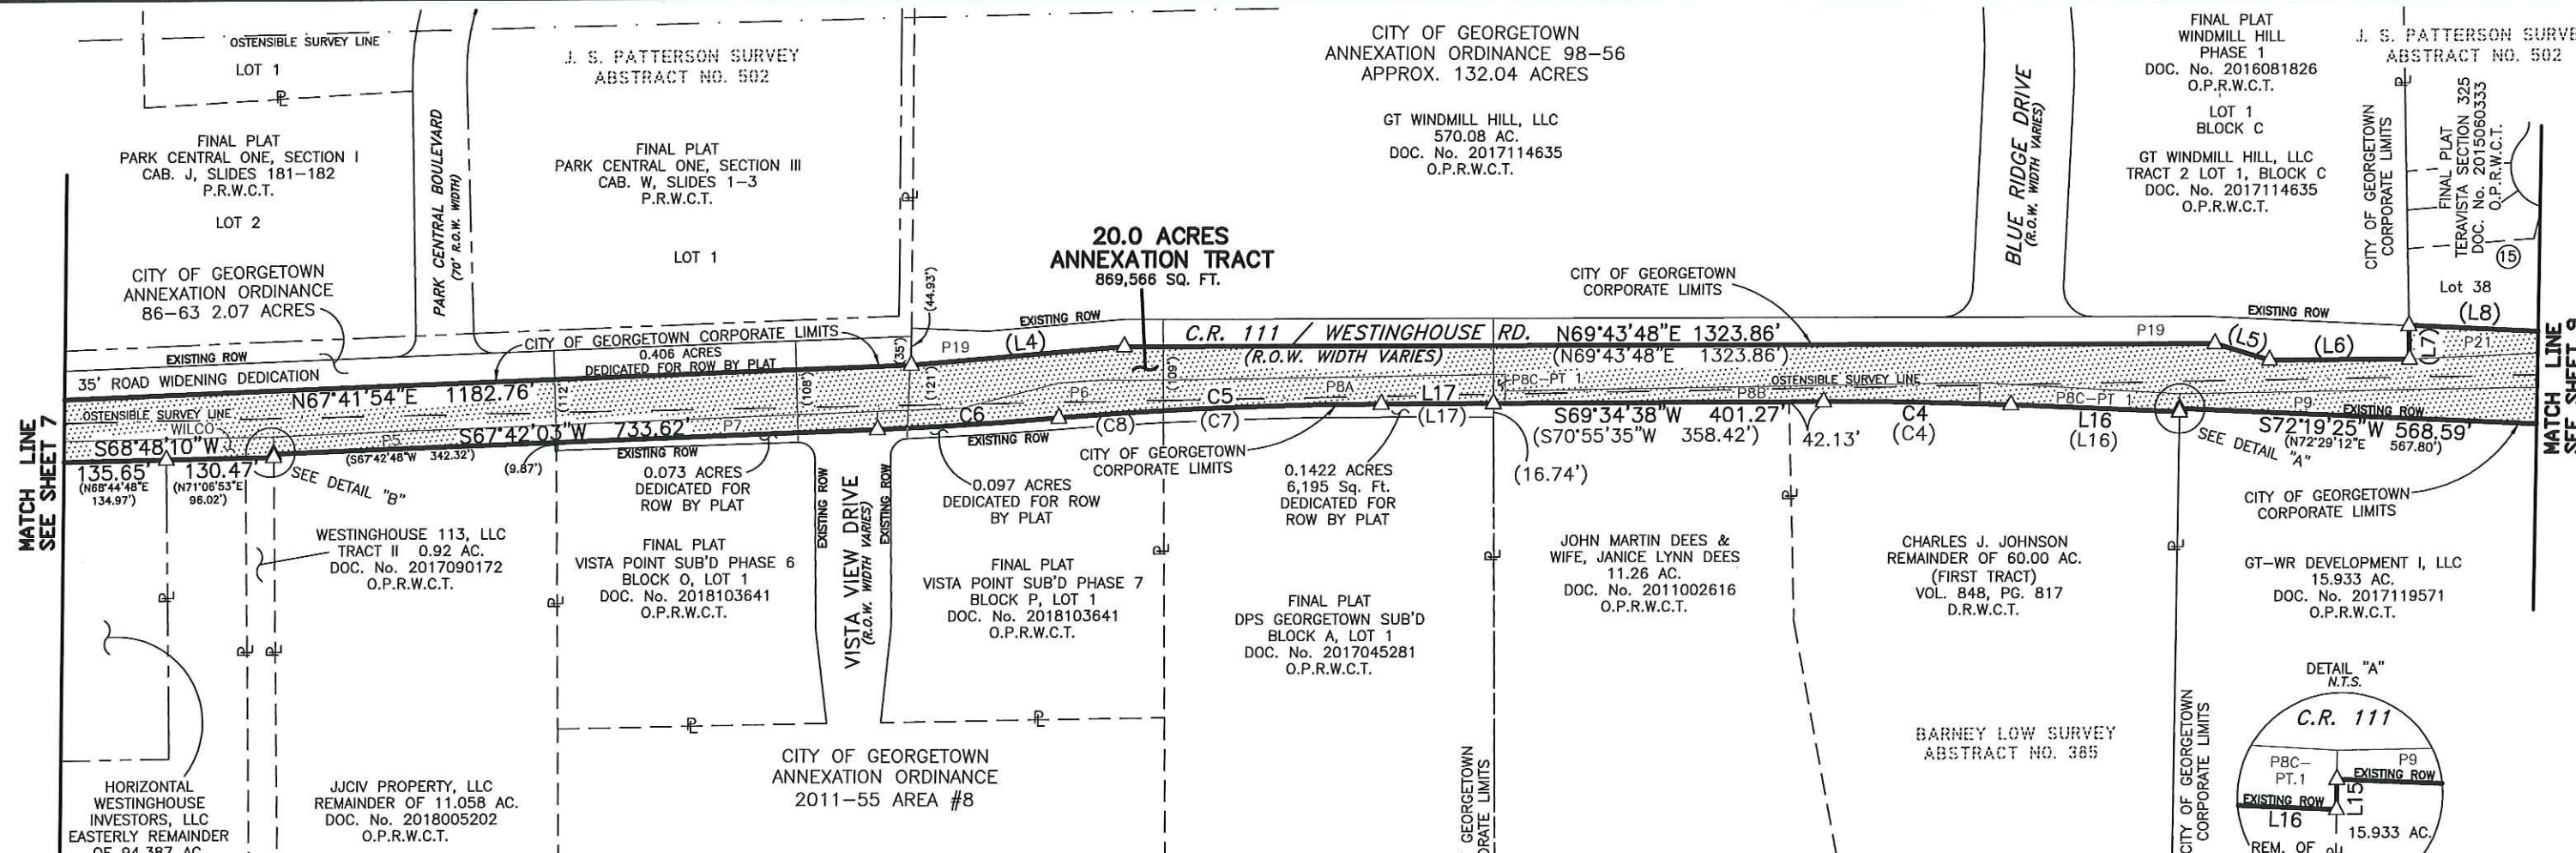 OSTENSIBLE SURVEY LINE
LOT 1
FINAL PLAT
PARK CENTRAL ONE, SECTION I
CAB. J, SLIDES 181-182
P.R.W.C.T.
LOT 2
CITY OF GEORGETOWN
ANNEXATION ORDINANCE
86-63 2.07 ACRES
PARK CENTRAL BOULEVARD
(70' R.O.W. WIDTH)
J. S. PATTERSON SURVEY
ABSTRACT NO. 502
FINAL PLAT
PARK CENTRAL ONE, SECTION III
CAB. W, SLIDES 1-3
P.R.W.C.T.
LOT 1
CITY OF GEORGETOWN
ANNEXATION ORDINANCE 98-56
APPROX. 132.04 ACRES
GT WINDMILL HILL, LLC
570.08 AC.
DOC. No. 2017114635
O.P.R.W.C.T.
20.0 ACRES
ANNEXATION TRACT
869,566 SQ. FT.
(44.93')
CITY OF GEORGETOWN
CORPORATE LIMITS
BLUE RIDGE DRIVE
(R.O.W. WIDTH VARIES)
FINAL PLAT
WINDMILL HILL
PHASE 1
DOC. No. 2016081826
O.P.R.W.C.T.
LOT 1
BLOCK C
GT WINDMILL HILL, LLC
TRACT 2 LOT 1, BLOCK C
DOC. No. 2017114635
O.P.R.W.C.T.
J. S. PATTERSON SURVE
ABSTRACT NO. 502
CITY OF GEORGETOWN
CORPORATE LIMITS
FINAL PLAT
TERAVISTA SECTION 325
DOC. No. 2015060333
O.P.R.W.C.T.
15
Lot 38
EXISTING ROW
35' ROAD WIDENING DEDICATION
CITY OF GEORGETOWN CORPORATE LIMITS
0.406 ACRES
DEDICATED FOR ROW BY PLAT
(35')
P19
(L4)
EXISTING ROW
C.R. 111 / WESTINGHOUSE RD.
(R.O.W. WIDTH VARIES)
N69°43'48"E 1323.86'
(N69°43'48"E 1323.86')
P19
EXISTING ROW
(L5)
(L6)
(L7)
(L8)
P21
N67°41'54"E 1182.76'
(112')
(108')
(121')
(109')
OSTENSIBLE SURVEY LINE
WILCO
S68°48'10"W
135.65'
130.47'
(N68°44'48"E
134.97')
(N71°06'53"E
96.02')
SEE DETAIL "B"
P5
(S67°42'48"W 342.32')
S67°42'03"W 733.62'
(9.87')
P7
EXISTING ROW
C6
P6
(C8)
EXISTING ROW
C5
(C7)
P8A
L17
(L17)
P8C-PT 1
(16.74')
S69°34'38"W 401.27'
(S70°55'35"W 358.42')
P8B
OSTENSIBLE SURVEY LINE
42.13'
C4
(C4)
P8C-PT 1
L16
(L16)
SEE DETAIL "A"
P9
EXISTING ROW
S72°19'25"W 568.59'
(N72°29'12"E 567.80')
MATCH LINE
SEE SHEET 7
MATCH LINE
SEE SHEET 9
0.073 ACRES
DEDICATED FOR
ROW BY PLAT
0.097 ACRES
DEDICATED FOR ROW
BY PLAT
CITY OF GEORGETOWN
CORPORATE LIMITS
0.1422 ACRES
6,195 Sq. Ft.
DEDICATED FOR
ROW BY PLAT
CITY OF GEORGETOWN
CORPORATE LIMITS
WESTINGHOUSE 113, LLC
TRACT II 0.92 AC.
DOC. No. 2017090172
O.P.R.W.C.T.
FINAL PLAT
VISTA POINT SUB'D PHASE 6
BLOCK O, LOT 1
DOC. No. 2018103641
O.P.R.W.C.T.
EXISTING ROW
VISTA VIEW DRIVE
(R.O.W. WIDTH VARIES)
EXISTING ROW
FINAL PLAT
VISTA POINT SUB'D PHASE 7
BLOCK P, LOT 1
DOC. No. 2018103641
O.P.R.W.C.T.
FINAL PLAT
DPS GEORGETOWN SUB'D
BLOCK A, LOT 1
DOC. No. 2017045281
O.P.R.W.C.T.
JOHN MARTIN DEES &
WIFE, JANICE LYNN DEES
11.26 AC.
DOC. No. 2011002616
O.P.R.W.C.T.
CHARLES J. JOHNSON
REMAINDER OF 60.00 AC.
(FIRST TRACT)
VOL. 848, PG. 817
D.R.W.C.T.
GT-WR DEVELOPMENT I, LLC
15.933 AC.
DOC. No. 2017119571
O.P.R.W.C.T.
HORIZONTAL
WESTINGHOUSE
INVESTORS, LLC
EASTERLY REMAINDER
OF 94.387 AC.
JJCIV PROPERTY, LLC
REMAINDER OF 11.058 AC.
DOC. No. 2018005202
O.P.R.W.C.T.
CITY OF GEORGETOWN
ANNEXATION ORDINANCE
2011-55 AREA #8
GEORGETOWN
ORATE LIMITS
BARNEY LOW SURVEY
ABSTRACT NO. 385
CITY OF GEORGETOWN
CORPORATE LIMITS
DETAIL "A"
N.T.S.
C.R. 111
P8C-
PT.1
P9
EXISTING ROW
EXISTING ROW
L15
L16
15.933 AC.
REM. OF